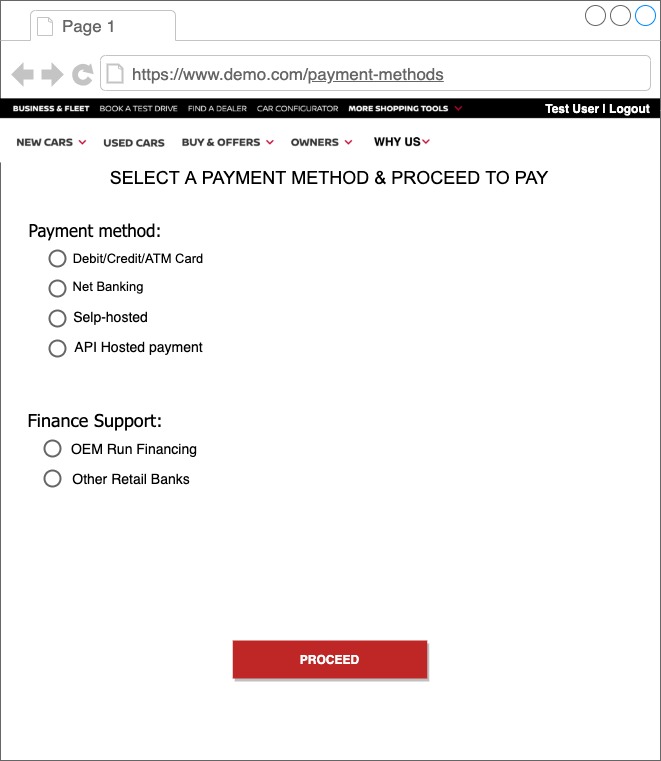 Page 1
https://www.demo.com/payment-methods
BUSINESS & FLEET BOOK A TEST DRIVE FIND A DEALER CAR CONFIGURATOR MORE SHOPPING TOOLS Test User | Logout
NEW CARS USED CARS BUY & OFFERS OWNERS WHY US
SELECT A PAYMENT METHOD & PROCEED TO PAY
Payment method:
Debit/Credit/ATM Card
Net Banking
Selp-hosted
API Hosted payment
Finance Support:
OEM Run Financing
Other Retail Banks
PROCEED